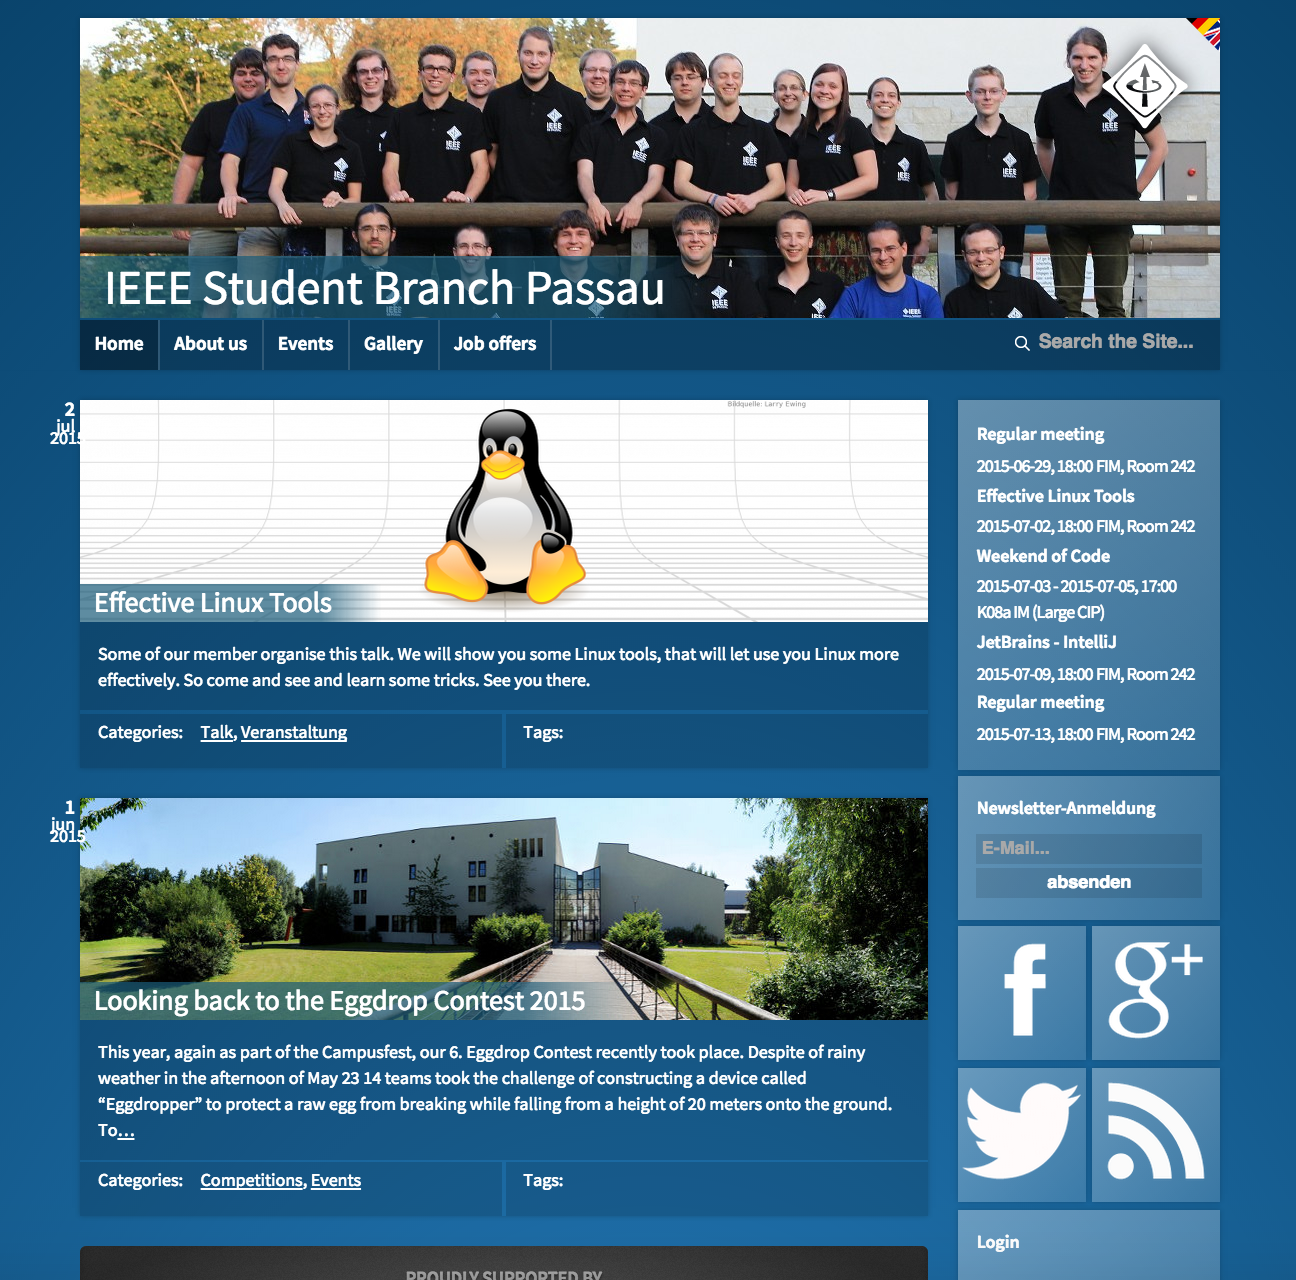 IEEE
IEEE
IEEE
IEEE
IEEE
IEEE
IEEE
IEEE
IEEE Student Branch Passau
Home
About us
Events
Gallery
Job offers
Search the Site...
2
jul
2015
Bildquelle: Larry Ewing
Effective Linux Tools
Some of our member organise this talk. We will show you some Linux tools, that will let use you Linux more
effectively. So come and see and learn some tricks. See you there.
Categories: Talk, Veranstaltung
Tags:
1
jun
2015
Looking back to the Eggdrop Contest 2015
This year, again as part of the Campusfest, our 6. Eggdrop Contest recently took place. Despite of rainy
weather in the afternoon of May 23 14 teams took the challenge of constructing a device called
“Eggdropper” to protect a raw egg from breaking while falling from a height of 20 meters onto the ground.
To…
Categories: Competitions, Events
Tags:
PROUDLY SUPPORTED BY
Regular meeting
2015-06-29, 18:00 FIM, Room 242
Effective Linux Tools
2015-07-02, 18:00 FIM, Room 242
Weekend of Code
2015-07-03 - 2015-07-05, 17:00
K08a IM (Large CIP)
JetBrains - IntelliJ
2015-07-09, 18:00 FIM, Room 242
Regular meeting
2015-07-13, 18:00 FIM, Room 242
Newsletter-Anmeldung
E-Mail...
absenden
f
g+
Login